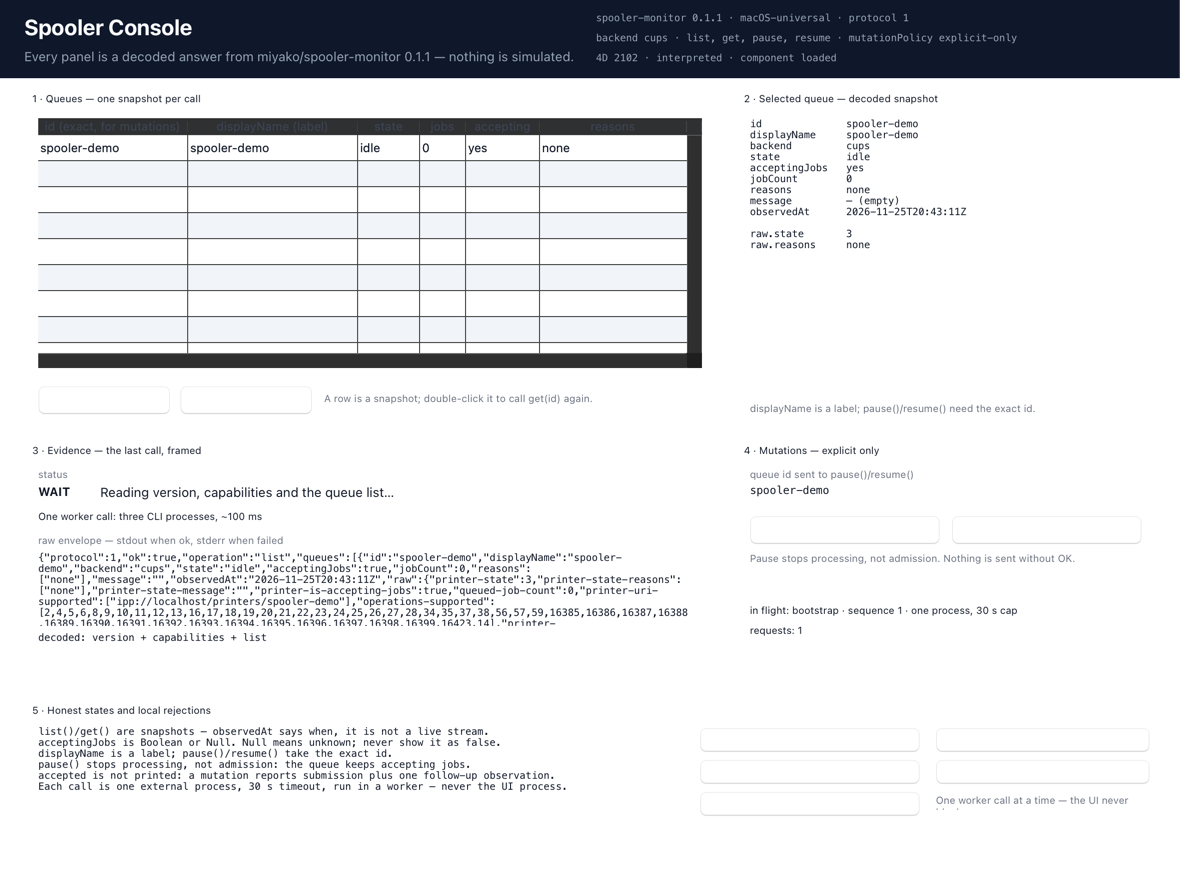 Spooler Console
Every panel is a decoded answer from miyako/spooler-monitor 0.1.1 — nothing is simulated.
spooler-monitor 0.1.1 · macOS-universal · protocol 1
backend cups · list, get, pause, resume · mutationPolicy explicit-only
4D 2102 · interpreted · component loaded
1 · Queues — one snapshot per call
id (exact, for mutations) displayName (label) state jobs accepting reasons
spooler-demo spooler-demo idle 0 yes none
A row is a snapshot; double-click it to call get(id) again.
2 · Selected queue — decoded snapshot
id spooler-demo
displayName spooler-demo
backend cups
state idle
acceptingJobs yes
jobCount 0
reasons none
message — (empty)
observedAt 2026-11-25T20:43:11Z
raw.state 3
raw.reasons none
displayName is a label; pause()/resume() need the exact id.
3 · Evidence — the last call, framed
status
WAIT Reading version, capabilities and the queue list…
One worker call: three CLI processes, ~100 ms
raw envelope — stdout when ok, stderr when failed
{"protocol":1,"ok":true,"operation":"list","queues":[{"id":"spooler-demo","displayName":"spooler-
demo","backend":"cups","state":"idle","acceptingJobs":true,"jobCount":0,"reasons":
["none"],"message":"","observedAt":"2026-11-25T20:43:11Z","raw":{"printer-state":3,"printer-state-reasons":
["none"],"printer-state-message":"","printer-is-accepting-jobs":true,"queued-job-count":0,"printer-uri-
supported":["ipp://localhost/printers/spooler-demo"],"operations-supported":
[2,4,5,6,8,9,10,11,12,13,16,17,18,19,20,21,22,23,24,25,26,27,28,34,35,37,38,56,57,59,16385,16386,16387,16388
,16389,16390,16391,16392,16393,16394,16395,16396,16397,16398,16399,16423,14],"printer-
decoded: version + capabilities + list
4 · Mutations — explicit only
queue id sent to pause()/resume()
spooler-demo
Pause stops processing, not admission. Nothing is sent without OK.
in flight: bootstrap · sequence 1 · one process, 30 s cap
requests: 1
5 · Honest states and local rejections
list()/get() are snapshots — observedAt says when, it is not a live stream.
acceptingJobs is Boolean or Null. Null means unknown; never show it as false.
displayName is a label; pause()/resume() take the exact id.
pause() stops processing, not admission: the queue keeps accepting jobs.
accepted is not printed: a mutation reports submission plus one follow-up observation.
Each call is one external process, 30 s timeout, run in a worker — never the UI process.
One worker call at a time — the UI never